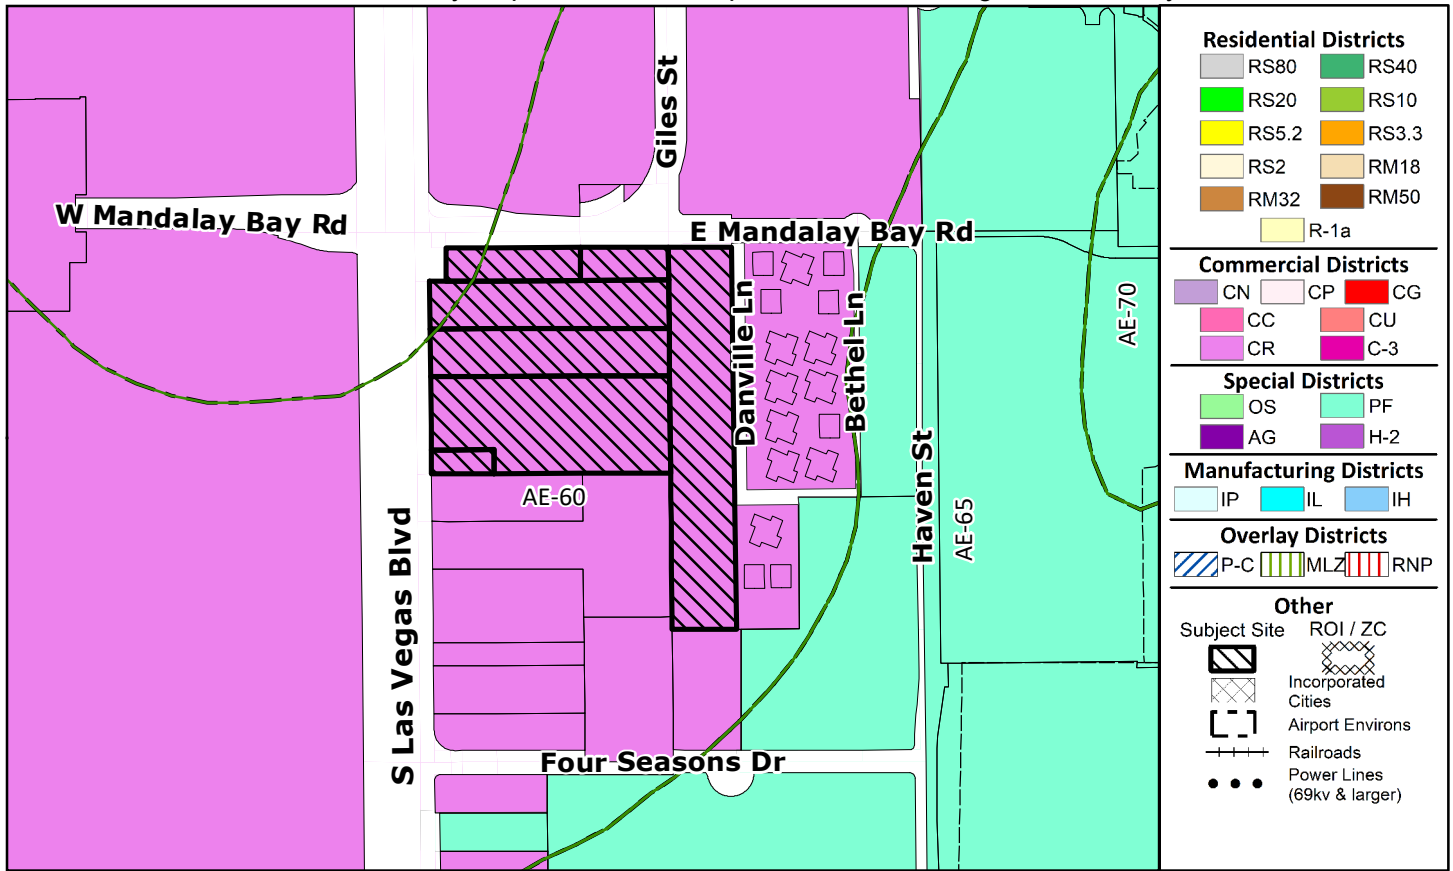 Giles St
W Mandalay Bay Rd
E Mandalay Bay Rd
Danville Ln
Bethel Ln
AE-70
AE-60
Haven St
AE-65
S Las Vegas Blvd
Four Seasons Dr
Residential Districts
RS80 RS40
RS20 RS10
RS5.2 RS3.3
RS2 RM18
RM32 RM50
R-1a
Commercial Districts
CN CP CG
CC CU
CR C-3
Special Districts
OS PF
AG H-2
Manufacturing Districts
IP IL IH
Overlay Districts
P-C MLZ RNP
Other
Subject Site ROI / ZC
Incorporated
Cities
Airport Environs
Railroads
Power Lines
(69kv & larger)